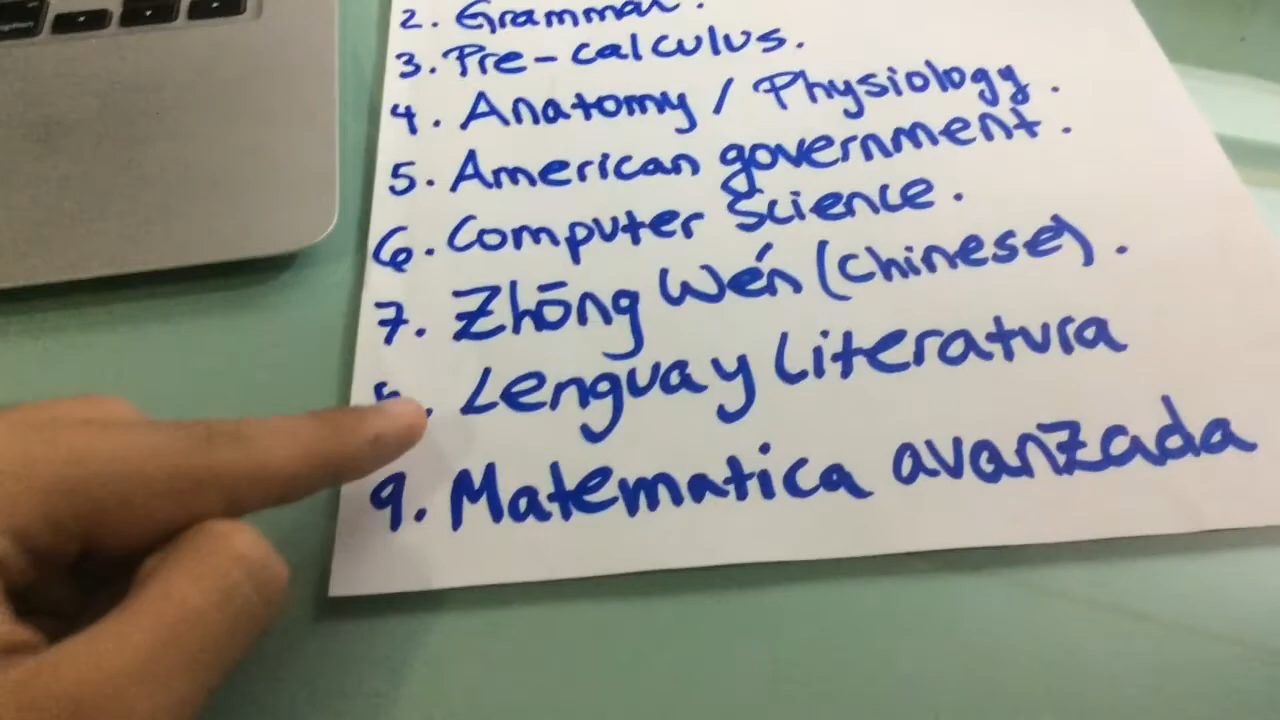 2. Grammar.
3. Pre-calculus.
4. Anatomy / Physiology.
5. American government.
6. Computer Science.
7. Zhōng Wén (Chinese).
Lengua y Literatura
9. Matematica avanzada